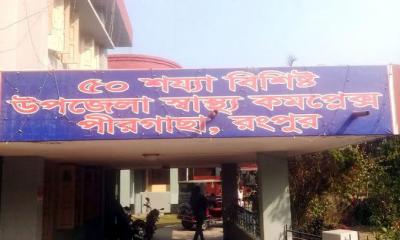 ৫০ শয্যা বিশিষ্ট
উপজেলা স্বাস্থ্য কমপ্লেক্স
পীরগাছা, রংপুর